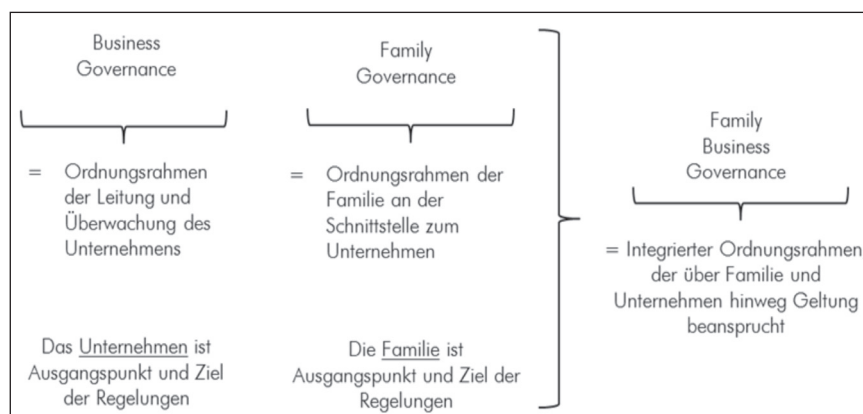 Business
Governance
= Ordnungsrahmen
der Leitung und
Überwachung des
Unternehmens
Das Unternehmen ist
Ausgangspunkt und Ziel
der Regelungen
Family
Governance
= Ordnungsrahmen der
Familie an der
Schnittstelle zum
Unternehmen
Die Familie ist
Ausgangspunkt und Ziel der
Regelungen
Family
Business
Governance
= Integrierter Ordnungsrahmen
der über Familie und
Unternehmen hinweg Geltung
beansprucht